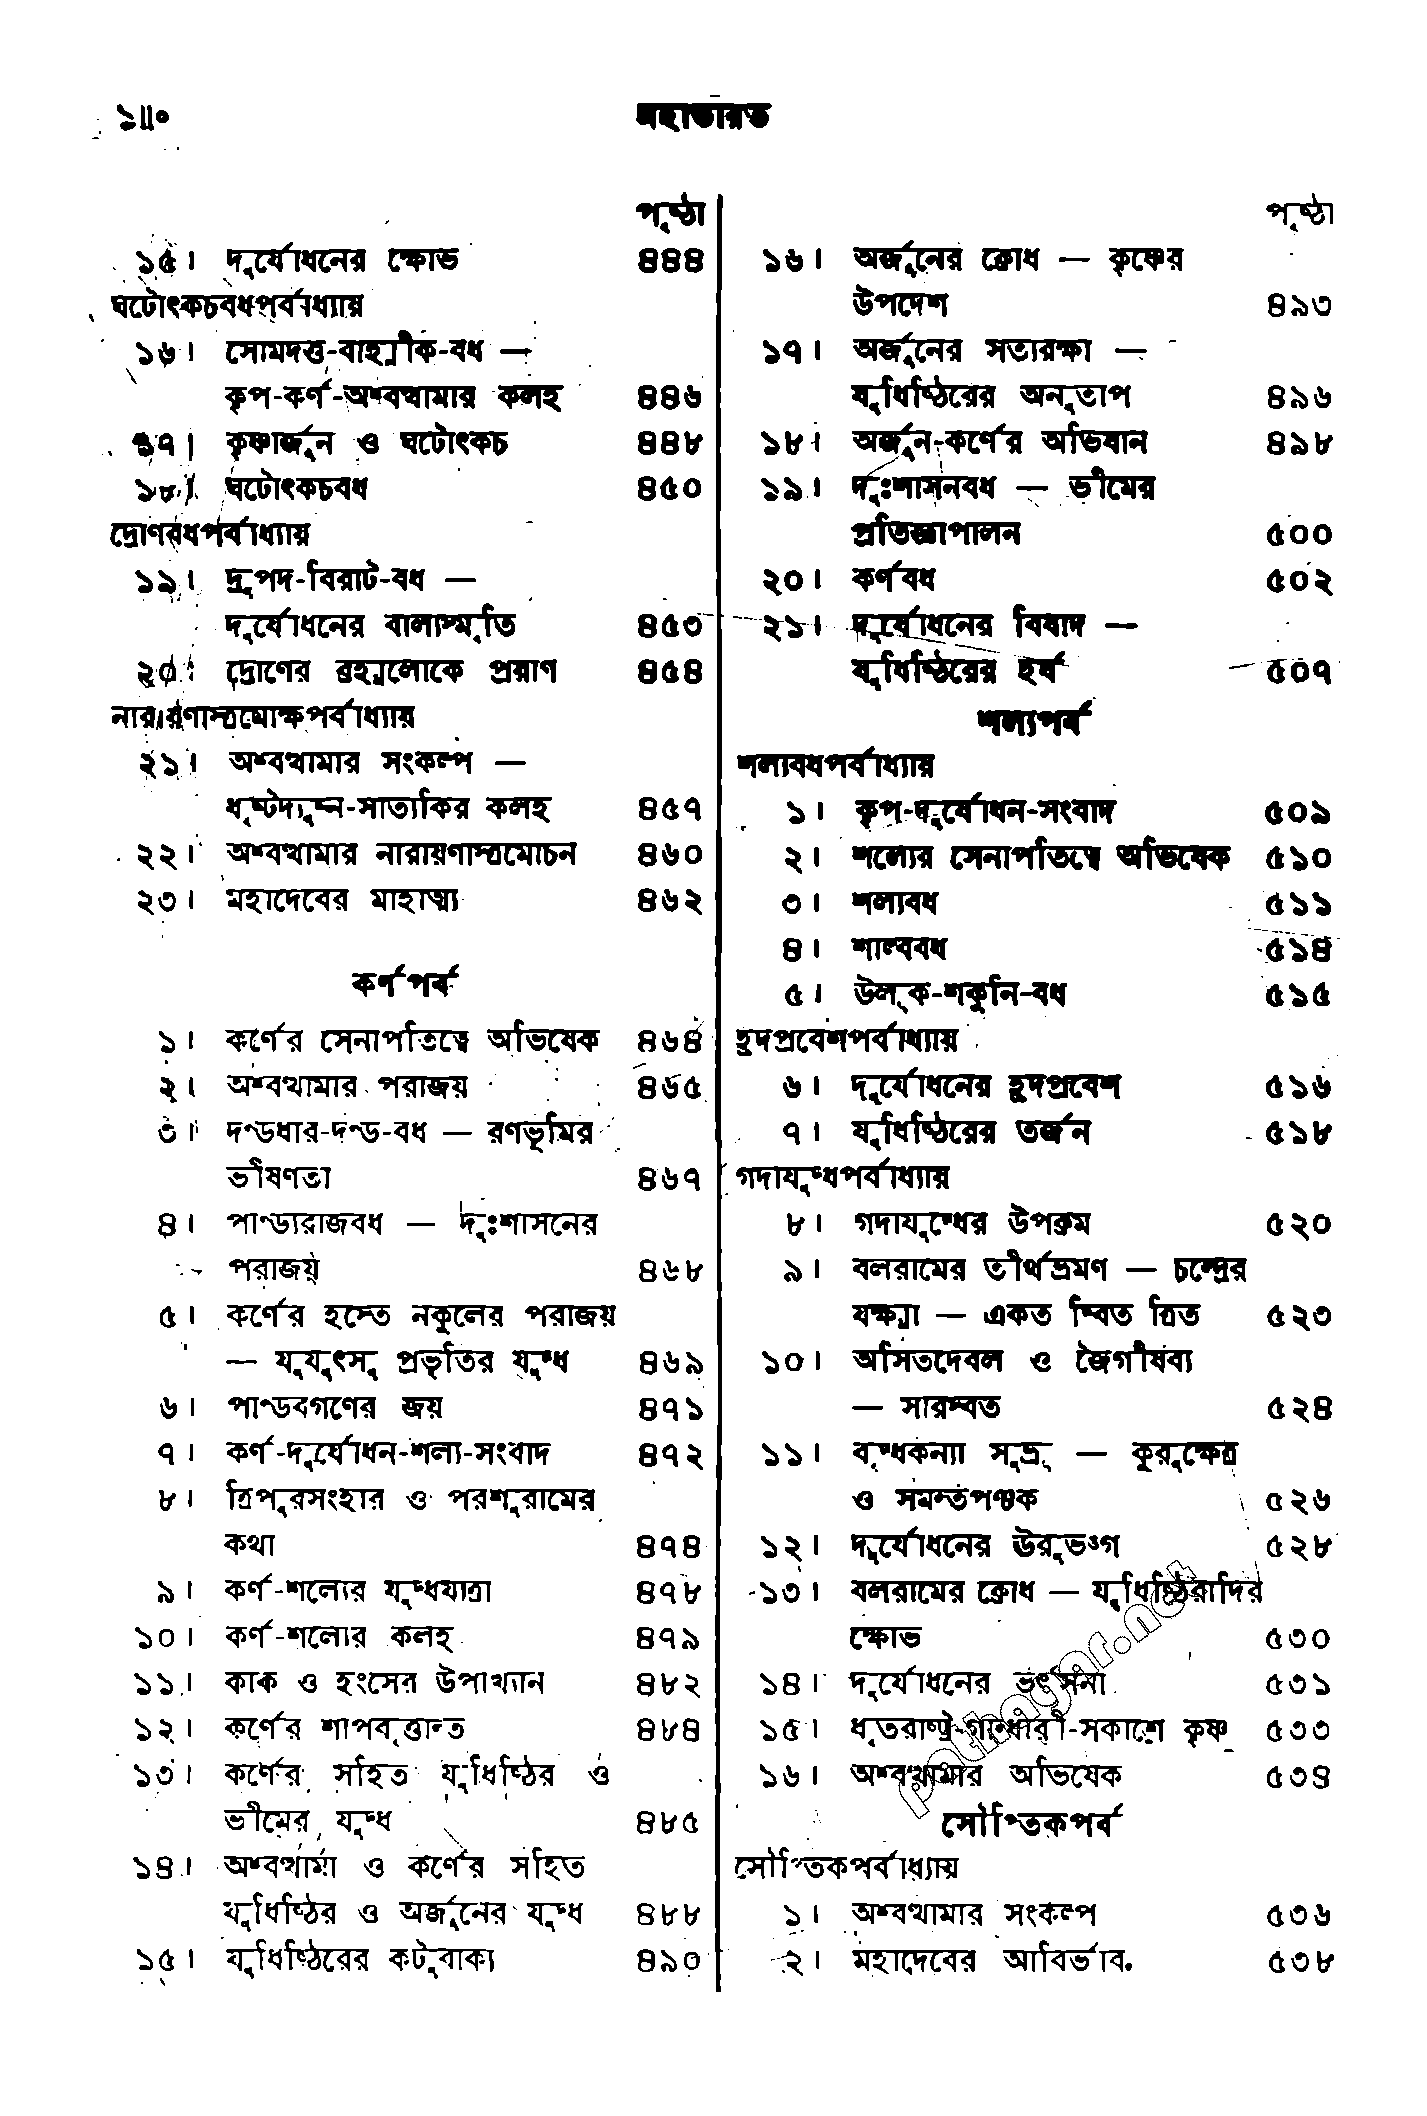 ১॥০
মহাভারত
পৃষ্ঠা
১৫। দুর্যোধনের ক্ষোভ ৪৪৪
ঘটোৎকচবধপর্বাধ্যায়
১৬। সোমদত্ত-বাহ্মীক-বধ —
কৃপ-কর্ণ-অশ্বত্থামার কলহ ৪৪৬
১৭। কৃষ্ণার্জুন ও ঘটোৎকচ ৪৪৮
১৮। ঘটোৎকচবধ ৪৫০
দ্রোণবধপর্বাধ্যায়
১৯। দ্রুপদ-বিরাট-বধ —
দুর্যোধনের বাল্যস্মৃতি ৪৫৩
২০। দ্রোণের ব্রহ্মলোকে প্রয়াণ ৪৫৪
নারায়ণাস্ত্রমোক্ষপর্বাধ্যায়
২১। অশ্বত্থামার সংকল্প —
ধৃষ্টদ্যুম্ন-সাত্যকির কলহ ৪৫৭
২২। অশ্বত্থামার নারায়ণাস্ত্রমোচন ৪৬০
২৩। মহাদেবের মাহাত্ম্য ৪৬২
কর্ণপর্ব
১। কর্ণের সেনাপতিত্বে অভিষেক ৪৬৪
২। অশ্বত্থামার পরাজয় ৪৬৫
৩। দণ্ডধার-দণ্ড-বধ — রণভূমির
ভীষণতা ৪৬৭
৪। পাণ্ড্যরাজবধ — দুঃশাসনের
পরাজয় ৪৬৮
৫। কর্ণের হস্তে নকুলের পরাজয়
— যুযুৎসু প্রভৃতির যুদ্ধ ৪৬৯
৬। পাণ্ডবগণের জয় ৪৭১
৭। কর্ণ-দুর্যোধন-শল্য-সংবাদ ৪৭২
৮। ত্রিপুরসংহার ও পরশুরামের
কথা ৪৭৪
৯। কর্ণ-শল্যের যুদ্ধযাত্রা ৪৭৮
১০। কর্ণ-শল্যের কলহ ৪৭৯
১১। কাক ও হংসের উপাখ্যান ৪৮২
১২। কর্ণের শাপবৃত্তান্ত ৪৮৪
১৩। কর্ণের সহিত যুধিষ্ঠির ও
ভীমের যুদ্ধ ৪৮৫
১৪। অশ্বত্থামা ও কর্ণের সহিত
যুধিষ্ঠির ও অর্জুনের যুদ্ধ ৪৮৮
১৫। যুধিষ্ঠিরের কটুবাক্য ৪৯০
পৃষ্ঠা
১৬। অর্জুনের ক্রোধ — কৃষ্ণের
উপদেশ ৪৯৩
১৭। অর্জুনের সত্যরক্ষা —
যুধিষ্ঠিরের অনুতাপ ৪৯৬
১৮। অর্জুন-কর্ণের অভিযান ৪৯৮
১৯। দুঃশাসনবধ — ভীমের
প্রতিজ্ঞাপালন ৫০০
২০। কর্ণবধ ৫০২
২১। দুর্যোধনের বিষাদ —
যুধিষ্ঠিরের হর্ষ ৫০৭
শল্যপর্ব
শল্যবধপর্বাধ্যায়
১। কৃপ-দুর্যোধন-সংবাদ ৫০৯
২। শল্যের সেনাপতিত্বে অভিষেক ৫১০
৩। শল্যবধ ৫১১
৪। শাল্ববধ ৫১৪
৫। উলূক-শকুনি-বধ ৫১৫
হ্রদপ্রবেশপর্বাধ্যায়
৬। দুর্যোধনের হ্রদপ্রবেশ ৫১৬
৭। যুধিষ্ঠিরের তর্জন ৫১৮
গদাযুদ্ধপর্বাধ্যায়
৮। গদাযুদ্ধের উপক্রম ৫২০
৯। বলরামের তীর্থভ্রমণ — চন্দ্রের
যক্ষ্মা — একত দ্বিত ত্রিত ৫২৩
১০। অসিতদেবল ও জৈগীষব্য
— সারস্বত ৫২৪
১১। বৃদ্ধকন্যা সুভ্রূ — কুরুক্ষেত্র
ও সমন্তপঞ্চক ৫২৬
১২। দুর্যোধনের ঊরুভঙ্গ ৫২৮
১৩। বলরামের ক্রোধ — যুধিষ্ঠিরাদির
ক্ষোভ ৫৩০
১৪। দুর্যোধনের ভর্ৎসনা ৫৩১
১৫। ধৃতরাষ্ট্র-গান্ধারী-সকাশে কৃষ্ণ ৫৩৩
১৬। অশ্বত্থামার অভিষেক ৫৩৪
সৌপ্তিকপর্ব
সৌপ্তিকপর্বাধ্যায়
১। অশ্বত্থামার সংকল্প ৫৩৬
২। মহাদেবের আবির্ভাব ৫৩৮
pathagar.net